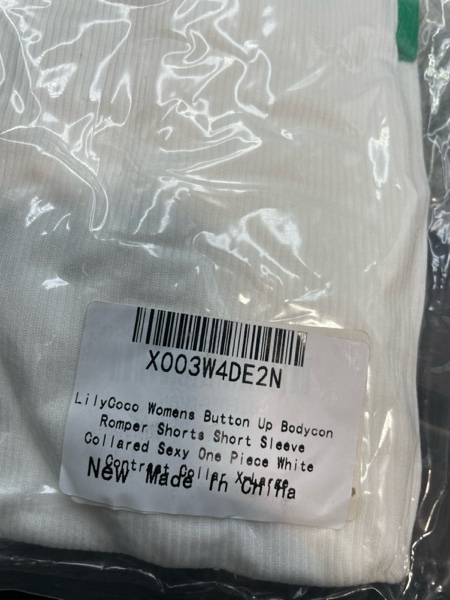 X003W4DE2N
LilyCoco Womens Button Up Bodycon
Romper Shorts Short Sleeve
Collared Sexy One Piece White
Contrast Collar X-Large
New Made in China